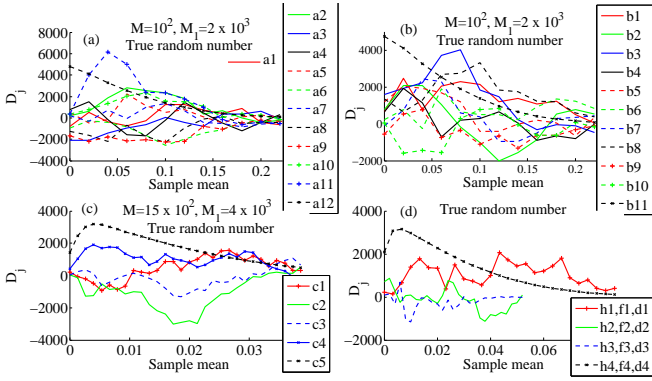 (a) M=10², M₁=2 x 10³
True random number
a1
8000
6000
4000
2000
0
−2000
−4000
D_j
0 0.05 0.1 0.15 0.2
Sample mean
a2
a3
a4
a5
a6
a7
a8
a9
a10
a11
a12
(b) M=10², M₁=2 x 10³
True random number
4000
2000
0
−2000
D_j
0 0.05 0.1 0.15 0.2
Sample mean
b1
b2
b3
b4
b5
b6
b7
b8
b9
b10
b11
(c) M=15 x 10², M₁=4 x 10³
True random number
4000
2000
0
−2000
−4000
D_j
0 0.01 0.02 0.03
Sample mean
c1
c2
c3
c4
c5
(d) True random number
6000
4000
2000
0
−2000
D_j
0 0.02 0.04 0.06
Sample mean
h1,f1,d1
h2,f2,d2
h3,f3,d3
h4,f4,d4